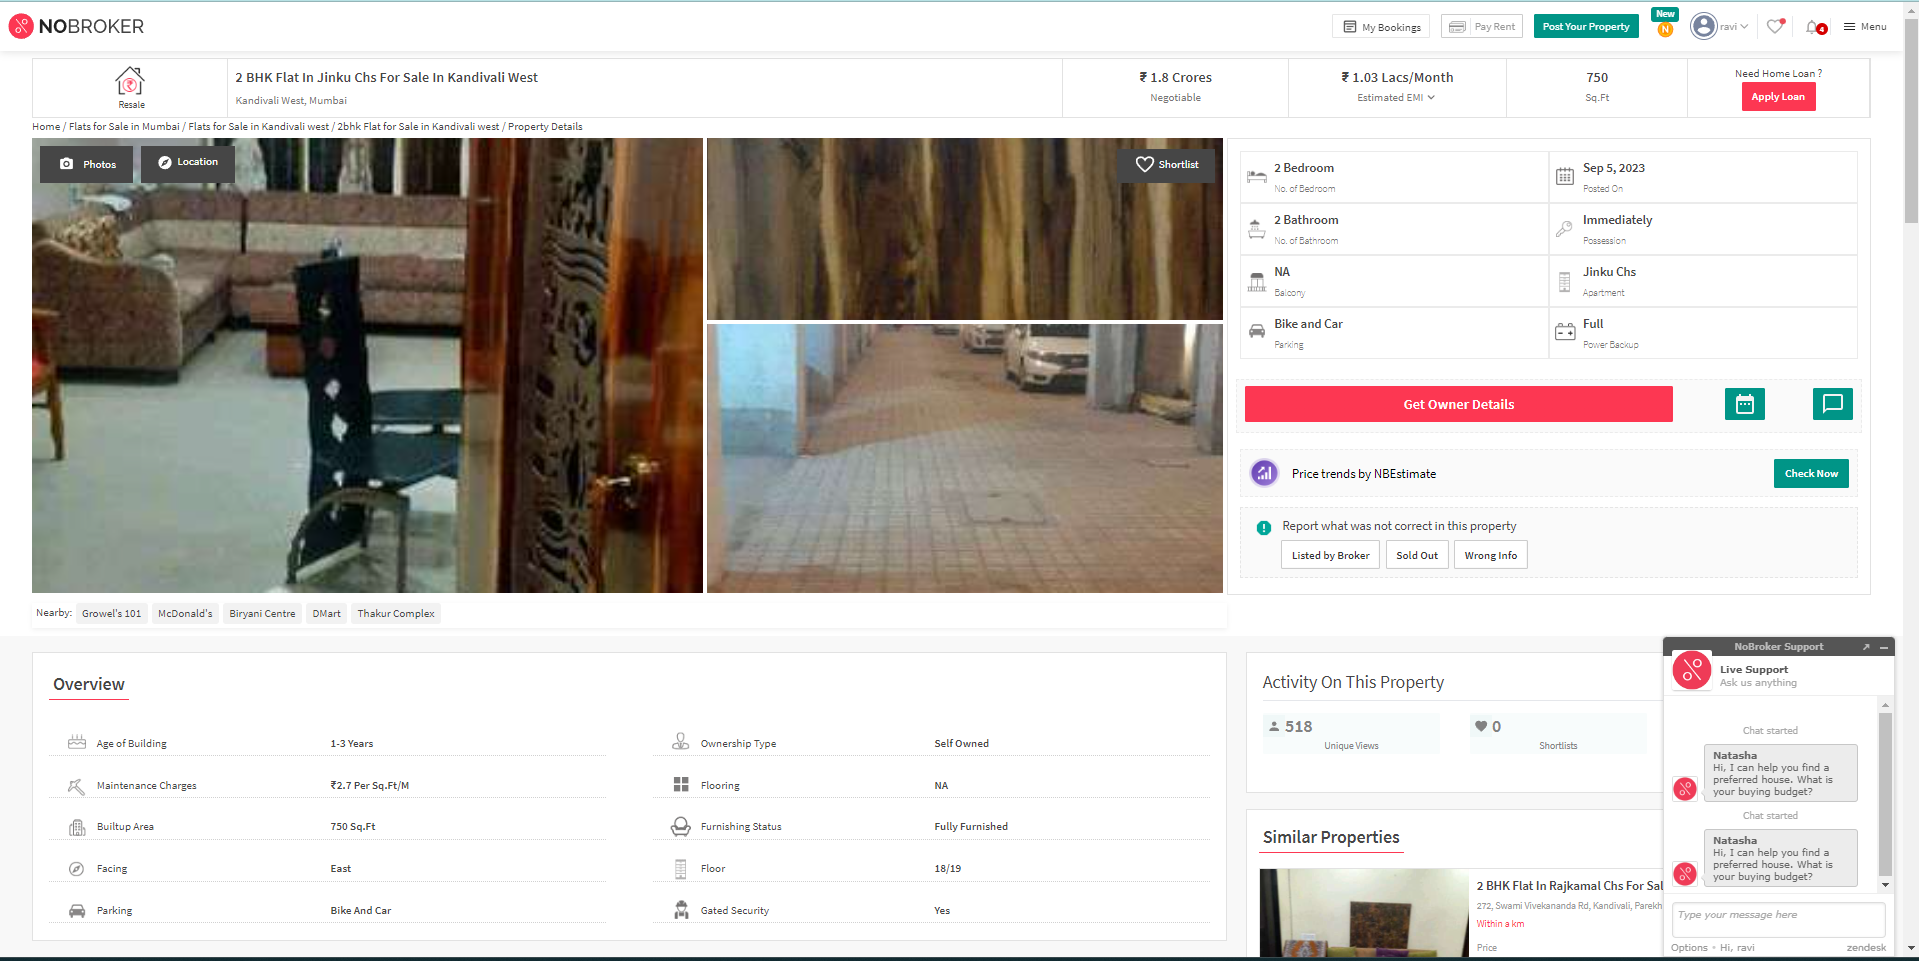 NOBROKER
My Bookings
Pay Rent
Post Your Property
New
N
ravi
4
Menu
Resale
2 BHK Flat In Jinku Chs For Sale In Kandivali West
Kandivali West, Mumbai
₹ 1.8 Crores
Negotiable
₹ 1.03 Lacs/Month
Estimated EMI
750
Sq.Ft
Need Home Loan ?
Apply Loan
Home / Flats for Sale in Mumbai / Flats for Sale in Kandivali west / 2bhk Flat for Sale in Kandivali west / Property Details
Photos
Location
Shortlist
2 Bedroom
No. of Bedroom
Sep 5, 2023
Posted On
2 Bathroom
No. of Bathroom
Immediately
Possession
NA
Balcony
Jinku Chs
Apartment
Bike and Car
Parking
Full
Power Backup
Get Owner Details
Price trends by NBEstimate
Check Now
Report what was not correct in this property
Listed by Broker
Sold Out
Wrong Info
Nearby:
Growel's 101
McDonald's
Biryani Centre
DMart
Thakur Complex
Overview
Age of Building
1-3 Years
Ownership Type
Self Owned
Maintenance Charges
₹2.7 Per Sq.Ft/M
Flooring
NA
Builtup Area
750 Sq.Ft
Furnishing Status
Fully Furnished
Facing
East
Floor
18/19
Parking
Bike And Car
Gated Security
Yes
Activity On This Property
518
Unique Views
0
Shortlists
Similar Properties
2 BHK Flat In Rajkamal Chs For Sal
272, Swami Vivekananda Rd, Kandivali, Parekh
Within a km
Price
NoBroker Support
Live Support
Ask us anything
Chat started
Natasha
Hi, I can help you find a
preferred house. What is
your buying budget?
Chat started
Natasha
Hi, I can help you find a
preferred house. What is
your buying budget?
Type your message here
Options • Hi, ravi
zendesk